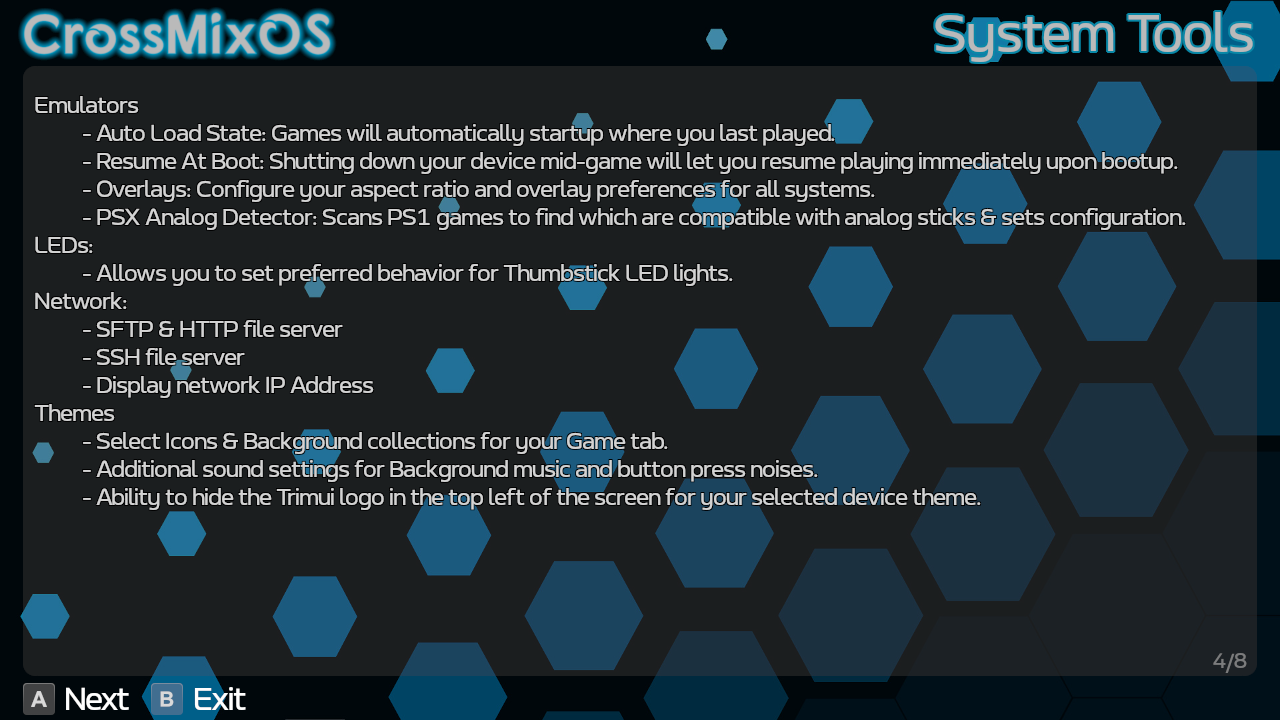 CrossMixOS
System Tools
Emulators
- Auto Load State: Games will automatically startup where you last played.
- Resume At Boot: Shutting down your device mid-game will let you resume playing immediately upon bootup.
- Overlays: Configure your aspect ratio and overlay preferences for all systems.
- PSX Analog Detector: Scans PS1 games to find which are compatible with analog sticks & sets configuration.
LEDs:
- Allows you to set preferred behavior for Thumbstick LED lights.
Network:
- SFTP & HTTP file server
- SSH file server
- Display network IP Address
Themes
- Select Icons & Background collections for your Game tab.
- Additional sound settings for Background music and button press noises.
- Ability to hide the Trimui logo in the top left of the screen for your selected device theme.
4/8
A Next B Exit